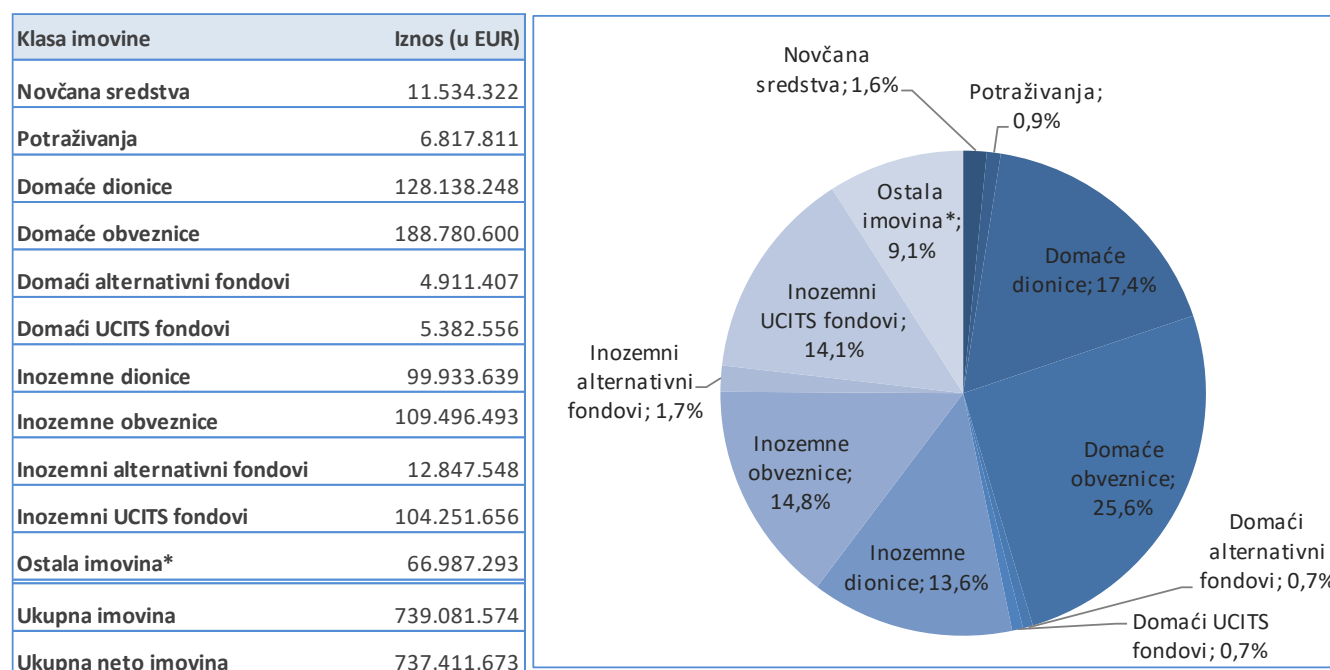 Klasa imovine Iznos (u EUR)
Novčana sredstva 11.534.322
Potraživanja 6.817.811
Domaće dionice 128.138.248
Domaće obveznice 188.780.600
Domaći alternativni fondovi 4.911.407
Domaći UCITS fondovi 5.382.556
Inozemne dionice 99.933.639
Inozemne obveznice 109.496.493
Inozemni alternativni fondovi 12.847.548
Inozemni UCITS fondovi 104.251.656
Ostala imovina* 66.987.293
Ukupna imovina 739.081.574
Ukupna neto imovina 737.411.673
Novčana
sredstva; 1,6%
Potraživanja;
0,9%
Ostala
imovina*;
9,1%
Domaće
dionice; 17,4%
Inozemni
UCITS fondovi;
14,1%
Inozemni
alternativni
fondovi; 1,7%
Inozemne
obveznice;
14,8%
Domaće
obveznice;
25,6%
Inozemne
dionice; 13,6%
Domaći
alternativni
fondovi; 0,7%
Domaći UCITS
fondovi; 0,7%